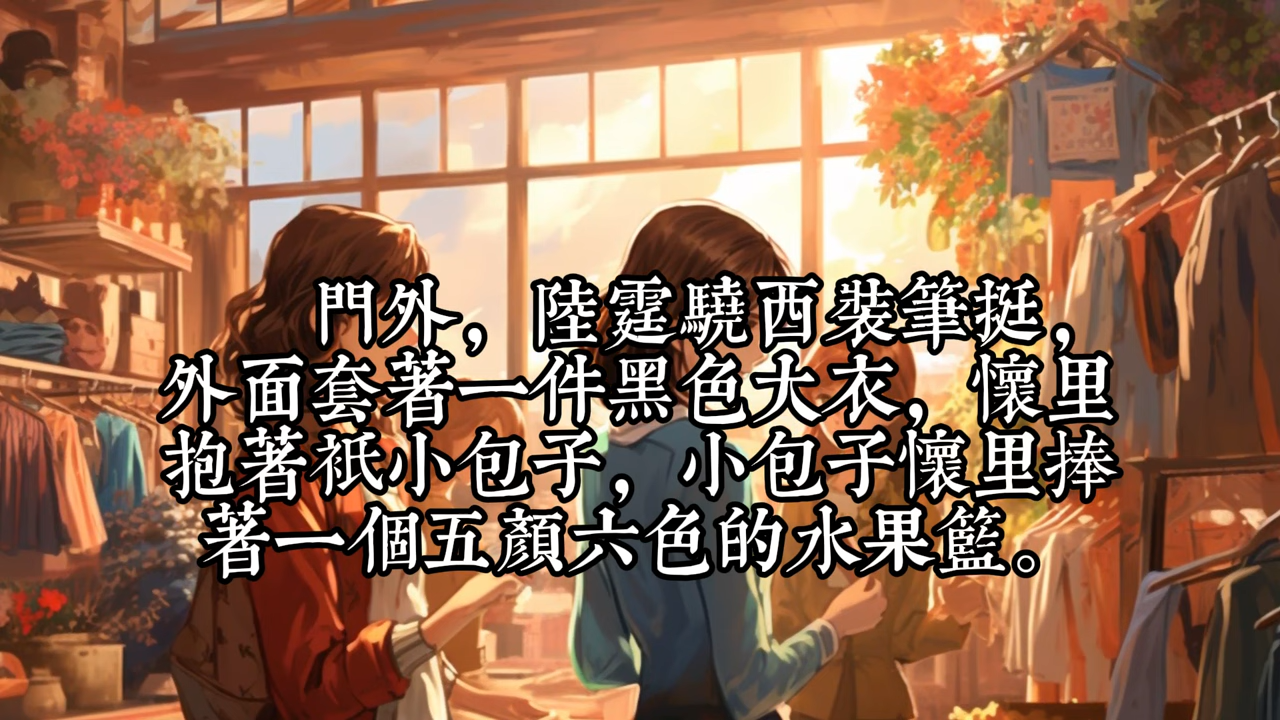 門外，陸霆驍西裝筆挺，
外面套著一件黑色大衣，懷里
抱著衹小包子，小包子懷里捧
著一個五顏六色的水果籃。